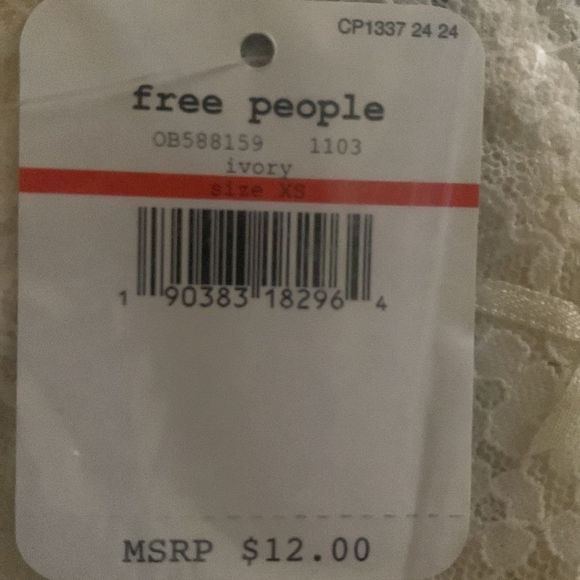 CP1337 24 24
free people
OB588159 1103
ivory
size XS
1 90383 18296 4
MSRP $12.00